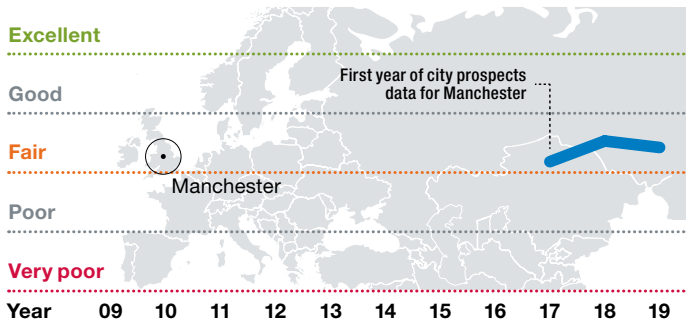 Excellent
First year of city prospects
data for Manchester
Good
Fair
Manchester
Poor
Very poor
Year 09 10 11 12 13 14 15 16 17 18 19